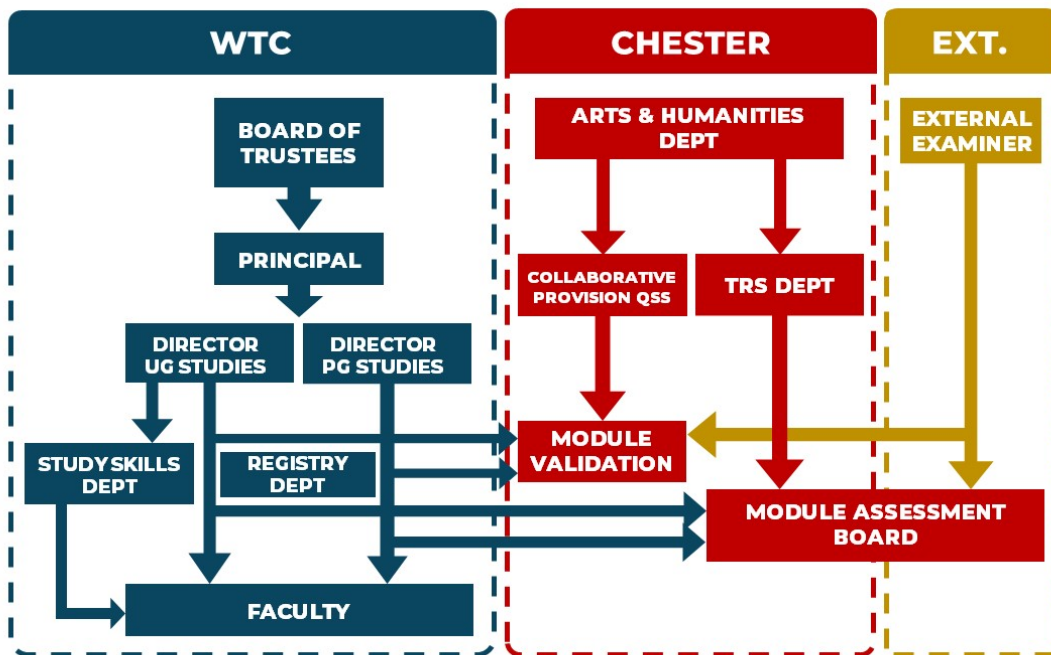 WTC
CHESTER
EXT.
BOARD OF
TRUSTEES
ARTS & HUMANITIES
DEPT
EXTERNAL
EXAMINER
PRINCIPAL
COLLABORATIVE
PROVISION QSS
TRS DEPT
DIRECTOR
UG STUDIES
DIRECTOR
PG STUDIES
MODULE
VALIDATION
STUDY SKILLS
DEPT
REGISTRY
DEPT
MODULE ASSESSMENT
BOARD
FACULTY